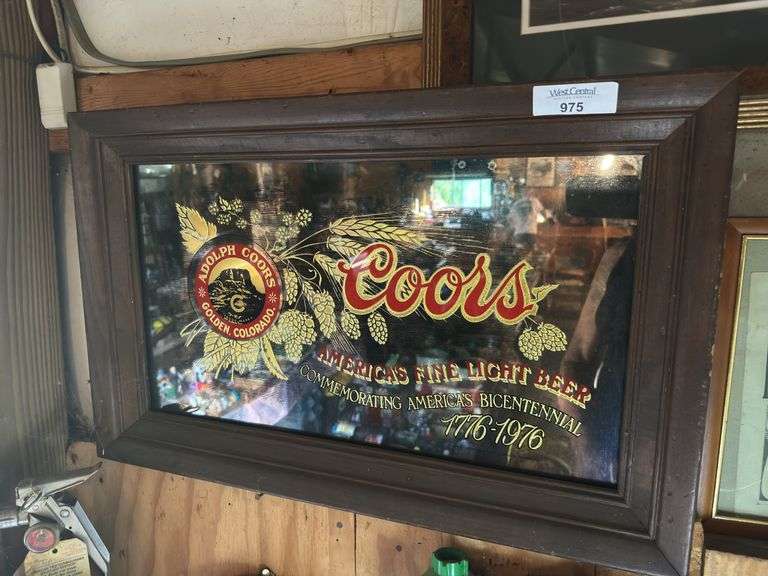 West Central
975
ADOLPH COORS
GOLDEN, COLORADO.
Coors
AMERICA'S FINE LIGHT BEER
COMMEMORATING AMERICA'S BICENTENNIAL
1776-1976